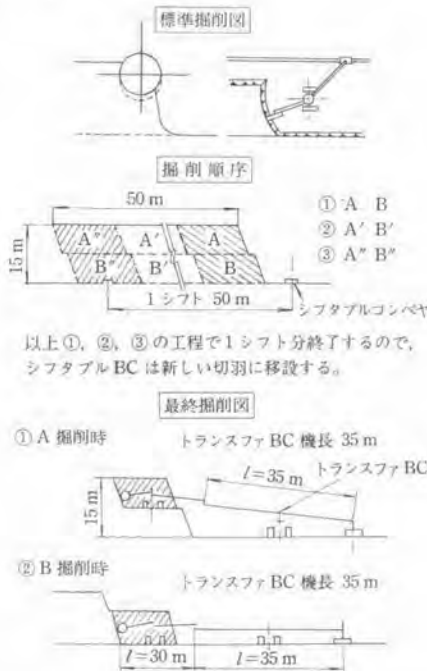 標準掘削図
掘削順序
50 m
15 m
A″ A′ A
B″ B′ B
① A B
② A′ B′
③ A″ B″
1シフト 50 m
シフタブルコンベヤ
以上①,②,③の工程で1シフト分終了するので,
シフタブルBCは新しい切羽に移設する。
最終掘削図
① A 掘削時 トランスファBC機長 35 m
トランスファBC
l=35 m
15 m
② B 掘削時 トランスファBC機長 35 m
l=30 m l=35 m